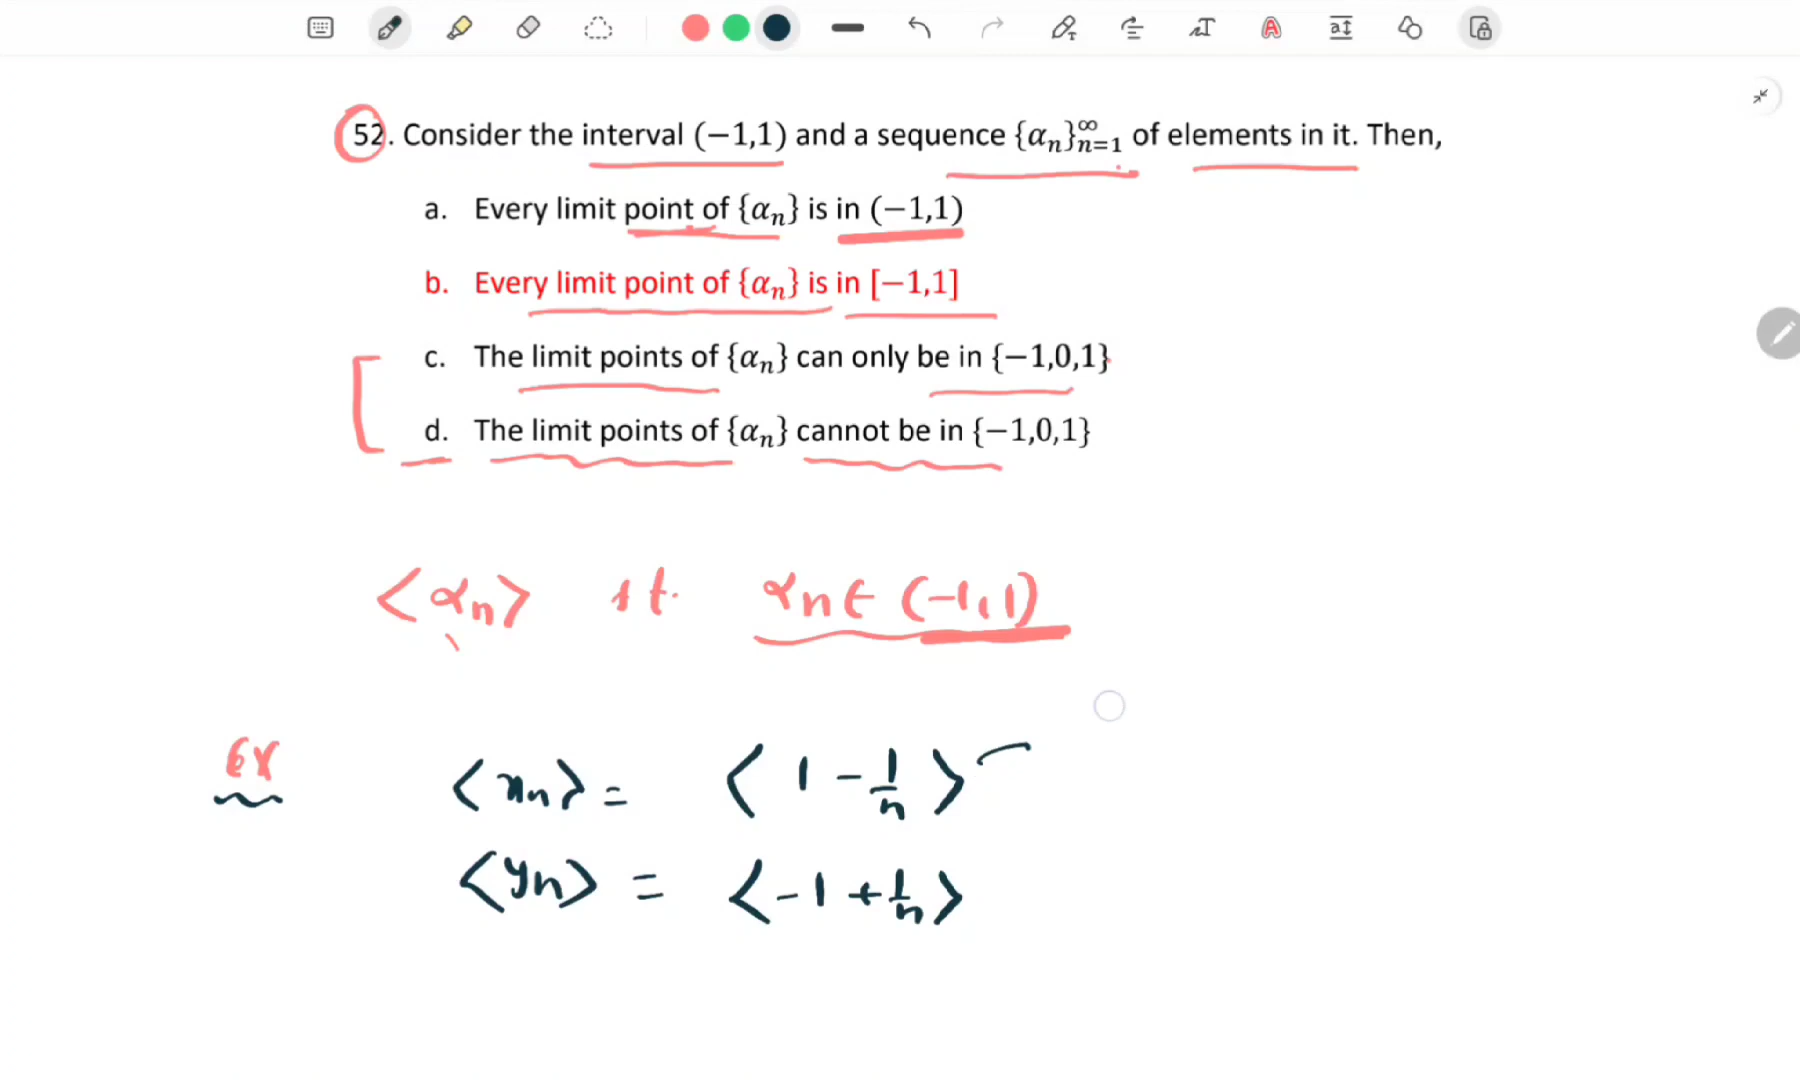 52. Consider the interval (−1,1) and a sequence {αₙ}ₙ₌₁^∞ of elements in it. Then,
a. Every limit point of {αₙ} is in (−1,1)
b. Every limit point of {αₙ} is in [−1,1]
c. The limit points of {αₙ} can only be in {−1,0,1}
d. The limit points of {αₙ} cannot be in {−1,0,1}
<αn> st. αn ∈ (-1,1)
Ex
<xn> = <1 - 1/n>
<yn> = <-1 + 1/n>